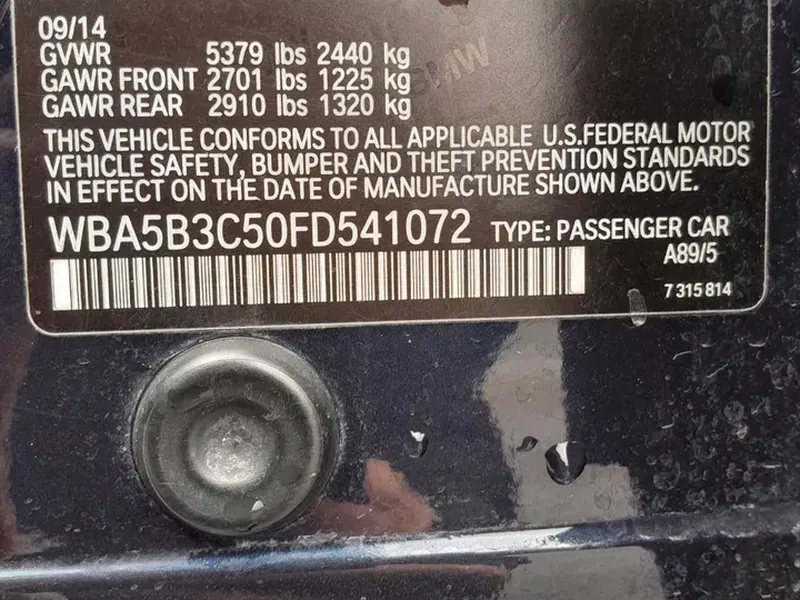 09/14
GVWR 5379 lbs 2440 kg
GAWR FRONT 2701 lbs 1225 kg
GAWR REAR 2910 lbs 1320 kg
THIS VEHICLE CONFORMS TO ALL APPLICABLE U.S.FEDERAL MOTOR
VEHICLE SAFETY, BUMPER AND THEFT PREVENTION STANDARDS
IN EFFECT ON THE DATE OF MANUFACTURE SHOWN ABOVE.
WBA5B3C50FD541072 TYPE: PASSENGER CAR
A89/5
7 315 814
BMW